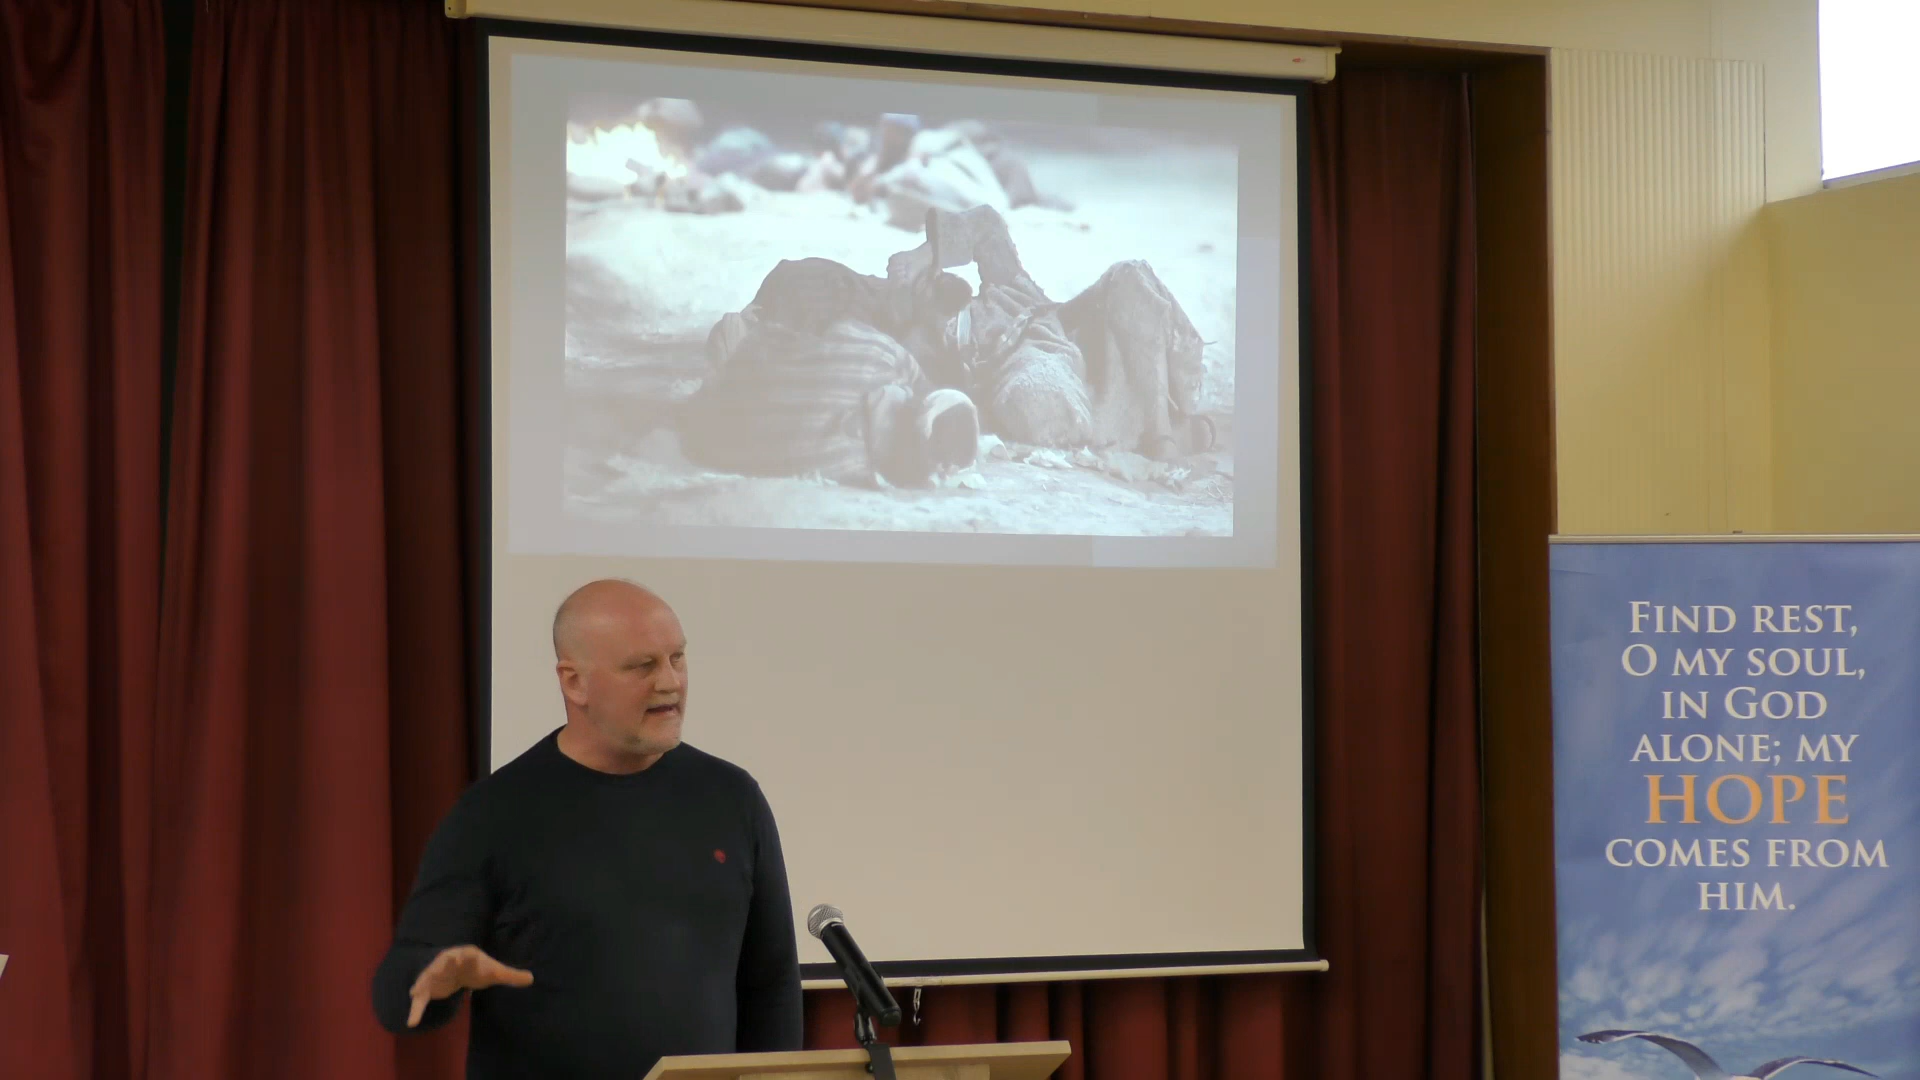 FIND REST,
O MY SOUL,
IN GOD
ALONE; MY
HOPE
COMES FROM
HIM.